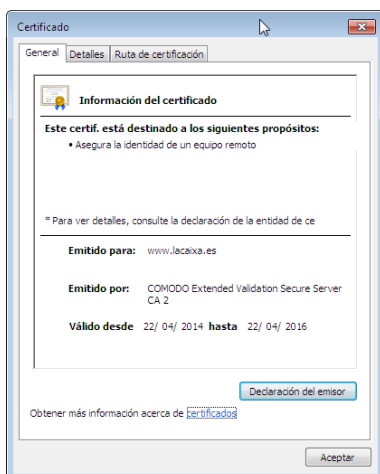 Certificado
General Detalles Ruta de certificación
Información del certificado
Este certif. está destinado a los siguientes propósitos:
• Asegura la identidad de un equipo remoto
* Para ver detalles, consulte la declaración de la entidad de ce
Emitido para: www.lacaixa.es
Emitido por: COMODO Extended Validation Secure Server
CA 2
Válido desde 22/ 04/ 2014 hasta 22/ 04/ 2016
Declaración del emisor
Obtener más información acerca de certificados
Aceptar